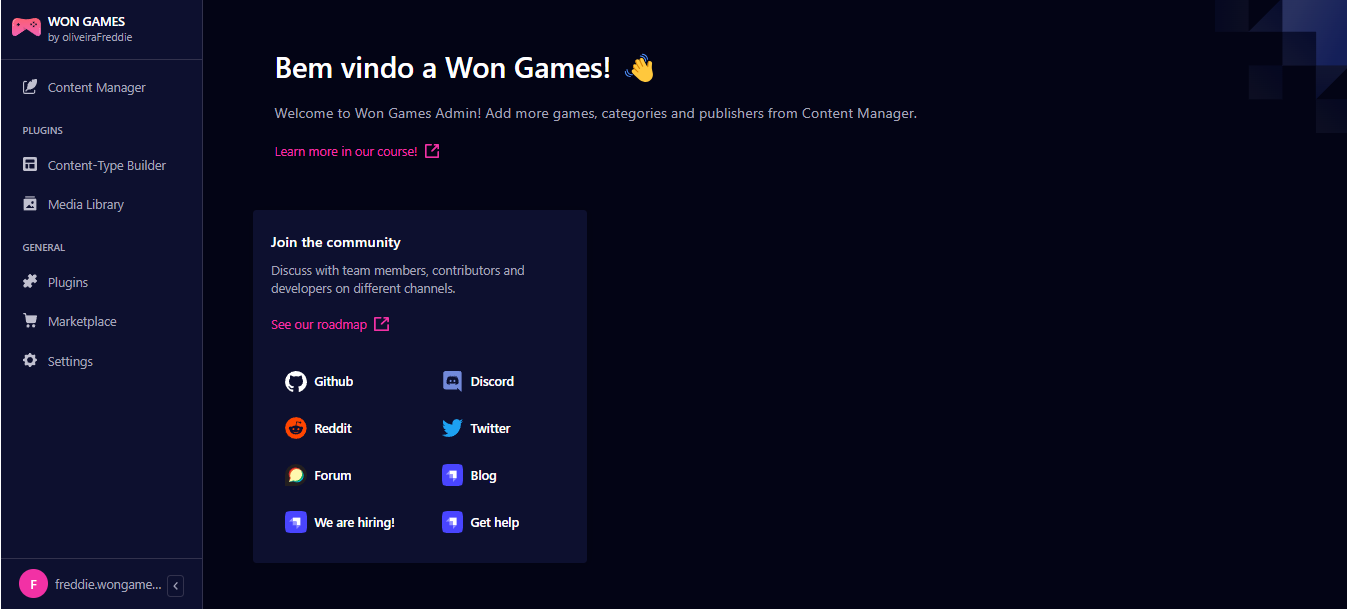 WON GAMES
by oliveiraFreddie
Content Manager
PLUGINS
Content-Type Builder
Media Library
GENERAL
Plugins
Marketplace
Settings
F
freddie.wongame...
Bem vindo a Won Games! 👋
Welcome to Won Games Admin! Add more games, categories and publishers from Content Manager.
Learn more in our course!
Join the community
Discuss with team members, contributors and
developers on different channels.
See our roadmap
Github
Discord
Reddit
Twitter
Forum
Blog
We are hiring!
Get help